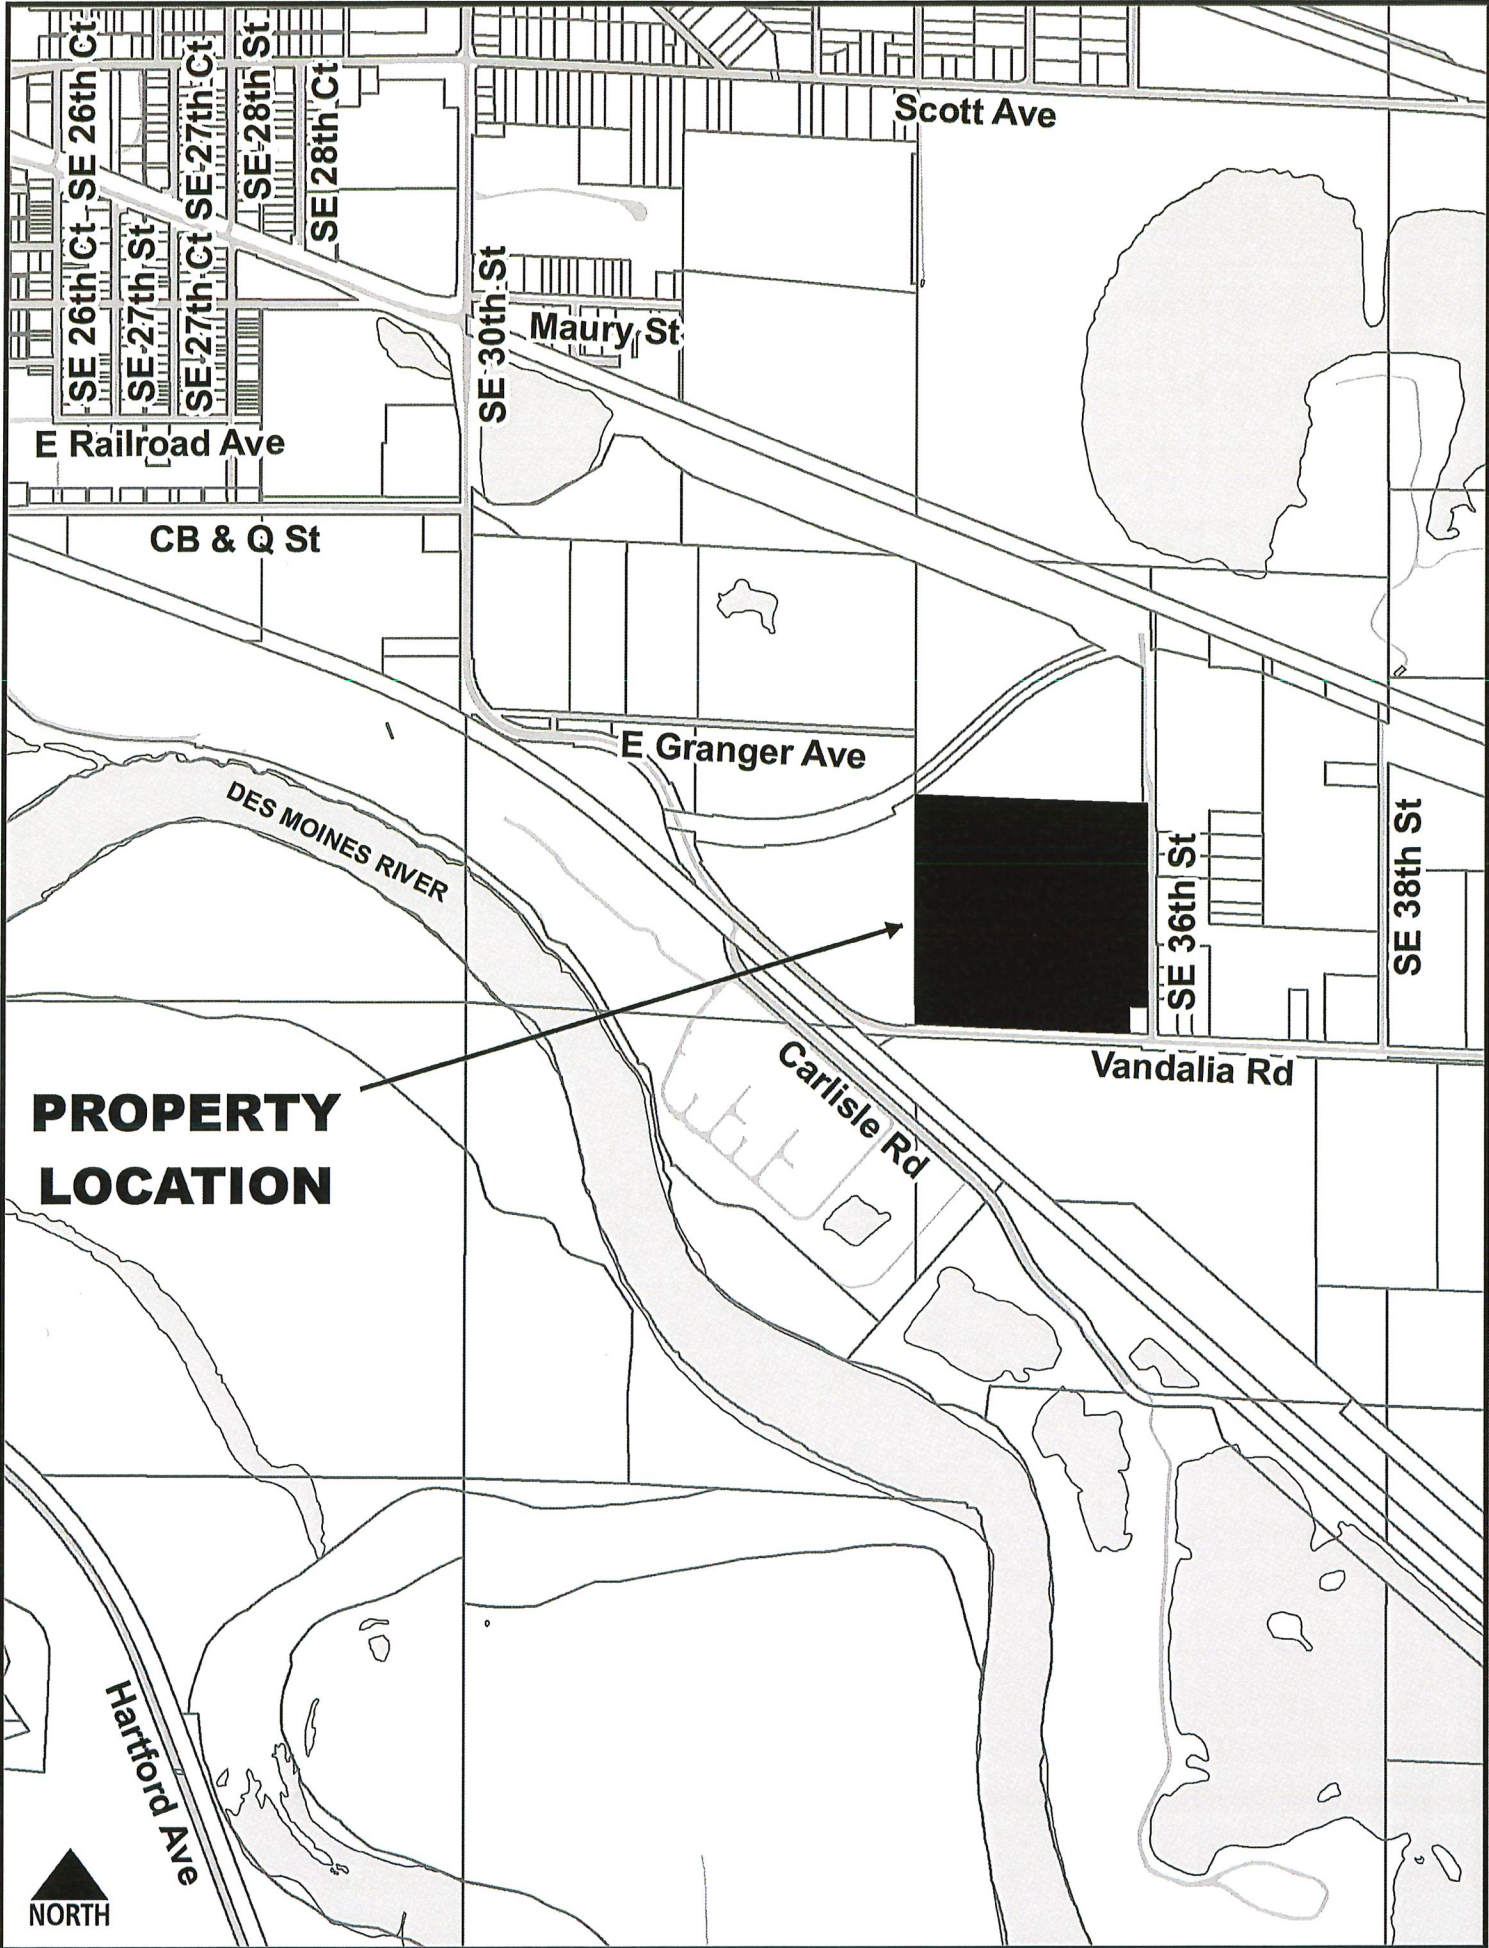 SE 26th Ct
SE 27th Ct
SE 28th St
SE 28th Ct
Scott Ave
SE 26th Ct
SE 27th St
SE 27th Ct
SE 30th St
Maury St
E Railroad Ave
CB & Q St
E Granger Ave
DES MOINES RIVER
SE 36th St
SE 38th St
Vandalia Rd
Carlisle Rd
PROPERTY
LOCATION
Hartford Ave
NORTH